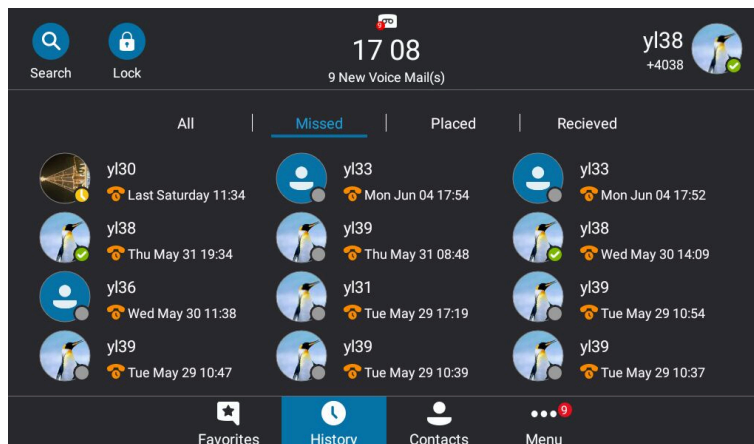 9
17 08
9 New Voice Mail(s)
Search
Lock
yl38
+4038
All
Missed
Placed
Recieved
yl30
Last Saturday 11:34
yl33
Mon Jun 04 17:54
yl33
Mon Jun 04 17:52
yl38
Thu May 31 19:34
yl39
Thu May 31 08:48
yl38
Wed May 30 14:09
yl36
Wed May 30 11:38
yl31
Tue May 29 17:19
yl39
Tue May 29 10:54
yl39
Tue May 29 10:47
yl39
Tue May 29 10:39
yl39
Tue May 29 10:37
Favorites
History
Contacts
9
Menu